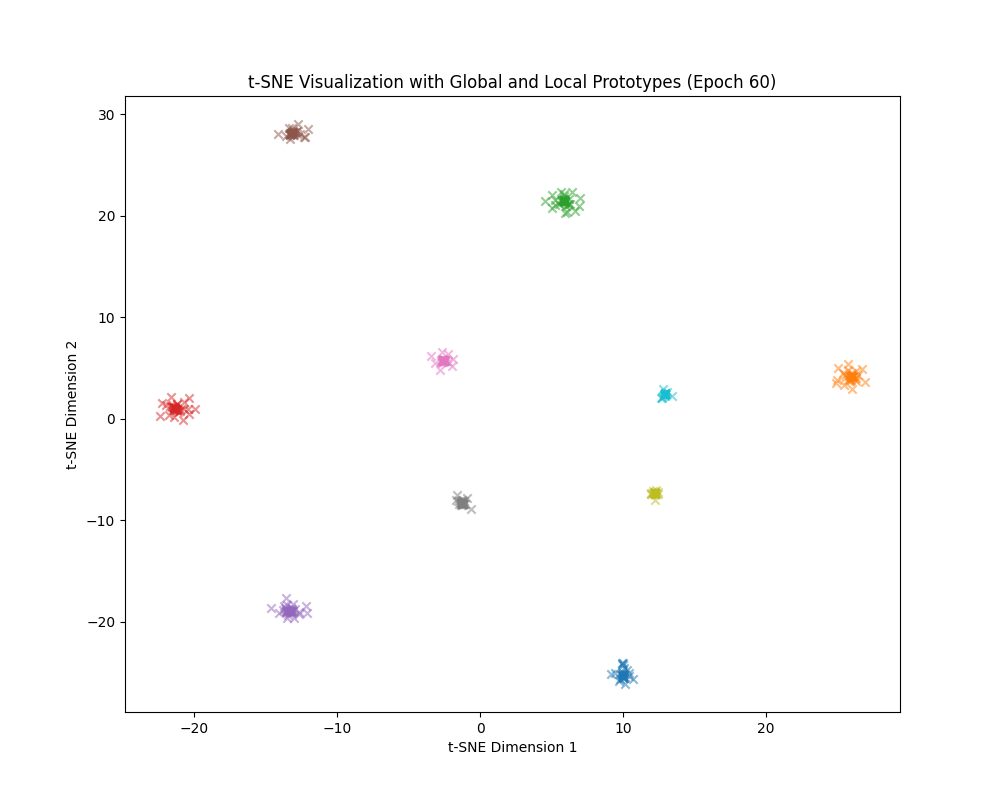 t-SNE Visualization with Global and Local Prototypes (Epoch 60)
30
20
10
0
−10
−20
t-SNE Dimension 2
−20 −10 0 10 20
t-SNE Dimension 1